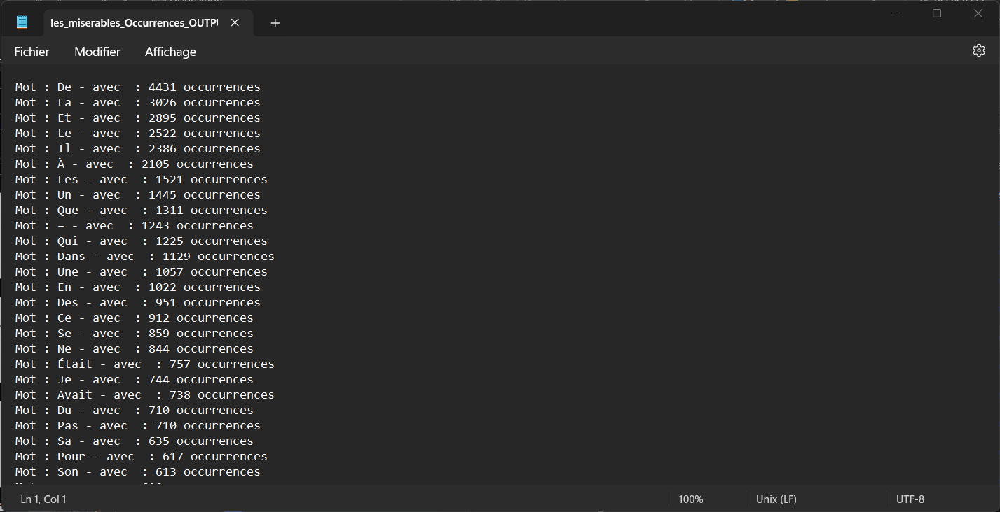 les_miserables_Occurrences_OUTPU
Fichier Modifier Affichage
Mot : De - avec  : 4431 occurrences
Mot : La - avec  : 3026 occurrences
Mot : Et - avec  : 2895 occurrences
Mot : Le - avec  : 2522 occurrences
Mot : Il - avec  : 2386 occurrences
Mot : À - avec  : 2105 occurrences
Mot : Les - avec  : 1521 occurrences
Mot : Un - avec  : 1445 occurrences
Mot : Que - avec  : 1311 occurrences
Mot : – - avec  : 1243 occurrences
Mot : Qui - avec  : 1225 occurrences
Mot : Dans - avec  : 1129 occurrences
Mot : Une - avec  : 1057 occurrences
Mot : En - avec  : 1022 occurrences
Mot : Des - avec  : 951 occurrences
Mot : Ce - avec  : 912 occurrences
Mot : Se - avec  : 859 occurrences
Mot : Ne - avec  : 844 occurrences
Mot : Était - avec  : 757 occurrences
Mot : Je - avec  : 744 occurrences
Mot : Avait - avec  : 738 occurrences
Mot : Du - avec  : 710 occurrences
Mot : Pas - avec  : 710 occurrences
Mot : Sa - avec  : 635 occurrences
Mot : Pour - avec  : 617 occurrences
Mot : Son - avec  : 613 occurrences
Ln 1, Col 1 100% Unix (LF) UTF-8